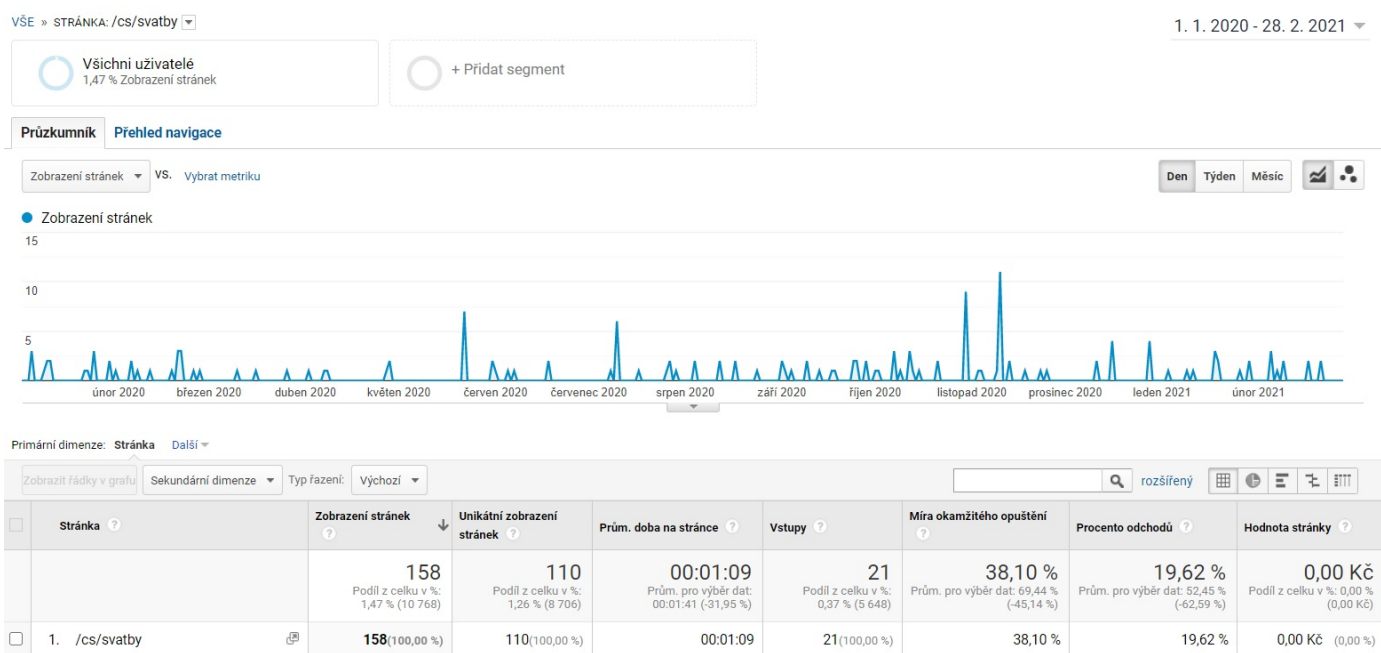 VŠE » STRÁNKA: /cs/svatby
1. 1. 2020 - 28. 2. 2021
Všichni uživatelé
1,47 % Zobrazení stránek
+ Přidat segment
Průzkumník Přehled navigace
Zobrazení stránek VS. Vybrat metriku
Den Týden Měsíc
Zobrazení stránek
15
10
5
únor 2020 březen 2020 duben 2020 květen 2020 červen 2020 červenec 2020 srpen 2020 září 2020 říjen 2020 listopad 2020 prosinec 2020 leden 2021 únor 2021
Primární dimenze: Stránka Další
Zobrazit řádky v grafu Sekundární dimenze Typ řazení: Výchozí rozšířený
Stránka ? Zobrazení stránek ? Unikátní zobrazení stránek ? Prům. doba na stránce ? Vstupy ? Míra okamžitého opuštění ? Procento odchodů ? Hodnota stránky ?
158 110 00:01:09 21 38,10 % 19,62 % 0,00 Kč
Podíl z celku v %: Podíl z celku v %: Prům. pro výběr dat: Podíl z celku v %: Prům. pro výběr dat: 69,44 % Prům. pro výběr dat: 52,45 % Podíl z celku v %: 0,00 %
1,47 % (10 768) 1,26 % (8 706) 00:01:41 (-31,95 %) 0,37 % (5 648) (-45,14 %) (-62,59 %) (0,00 Kč)
1. /cs/svatby 158(100,00 %) 110(100,00 %) 00:01:09 21(100,00 %) 38,10 % 19,62 % 0,00 Kč (0,00 %)